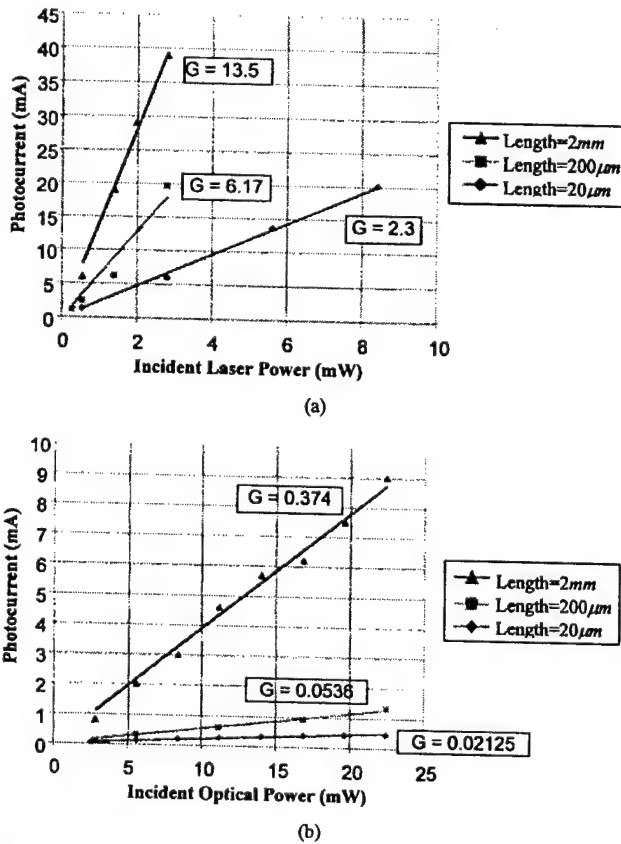 45
40
35
30
25
20
15
10
5
0
Photocurrent (mA)
G = 13.5
G = 6.17
G = 2.3
Length=2mm
Length=200μm
Length=20μm
0 2 4 6 8 10
Incident Laser Power (mW)
(a)
10
9
8
7
6
5
4
3
2
1
0
Photocurrent (mA)
G = 0.374
G = 0.0536
G = 0.02125
Length=2mm
Length=200μm
Length=20μm
0 5 10 15 20 25
Incident Optical Power (mW)
(b)